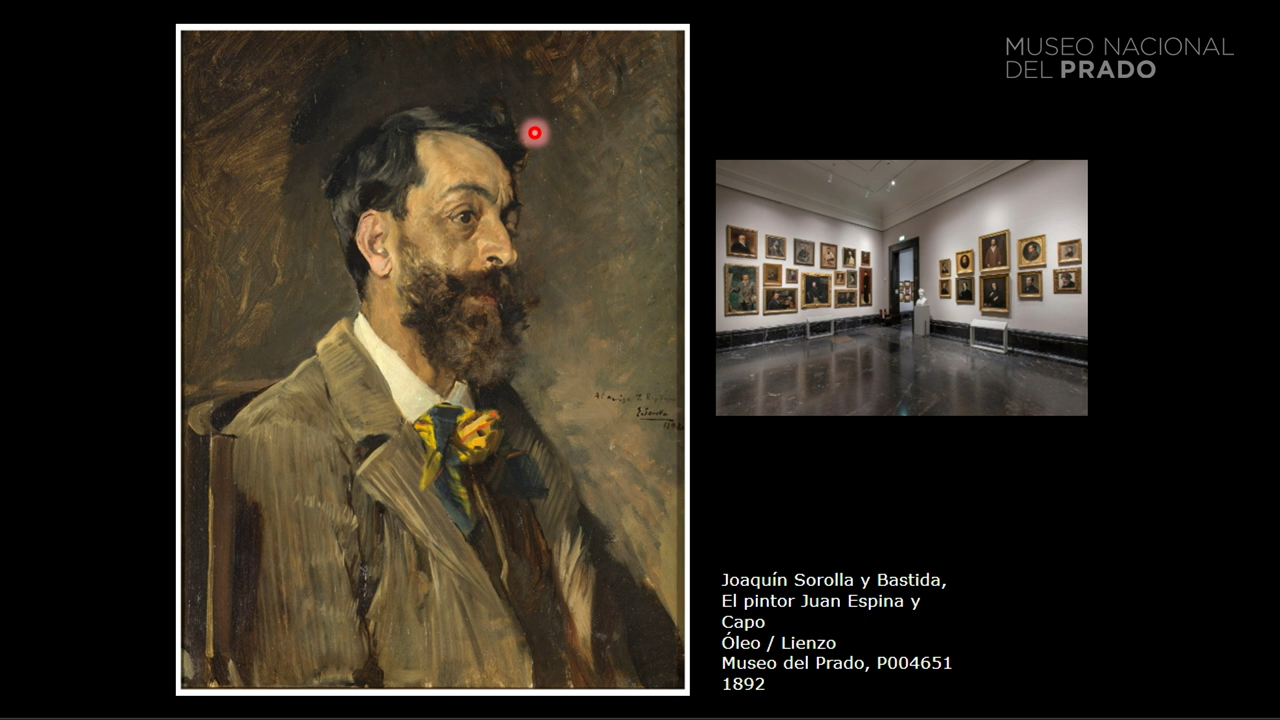 MUSEO NACIONAL
DEL PRADO
Joaquín Sorolla y Bastida,
El pintor Juan Espina y
Capo
Óleo / Lienzo
Museo del Prado, P004651
1892